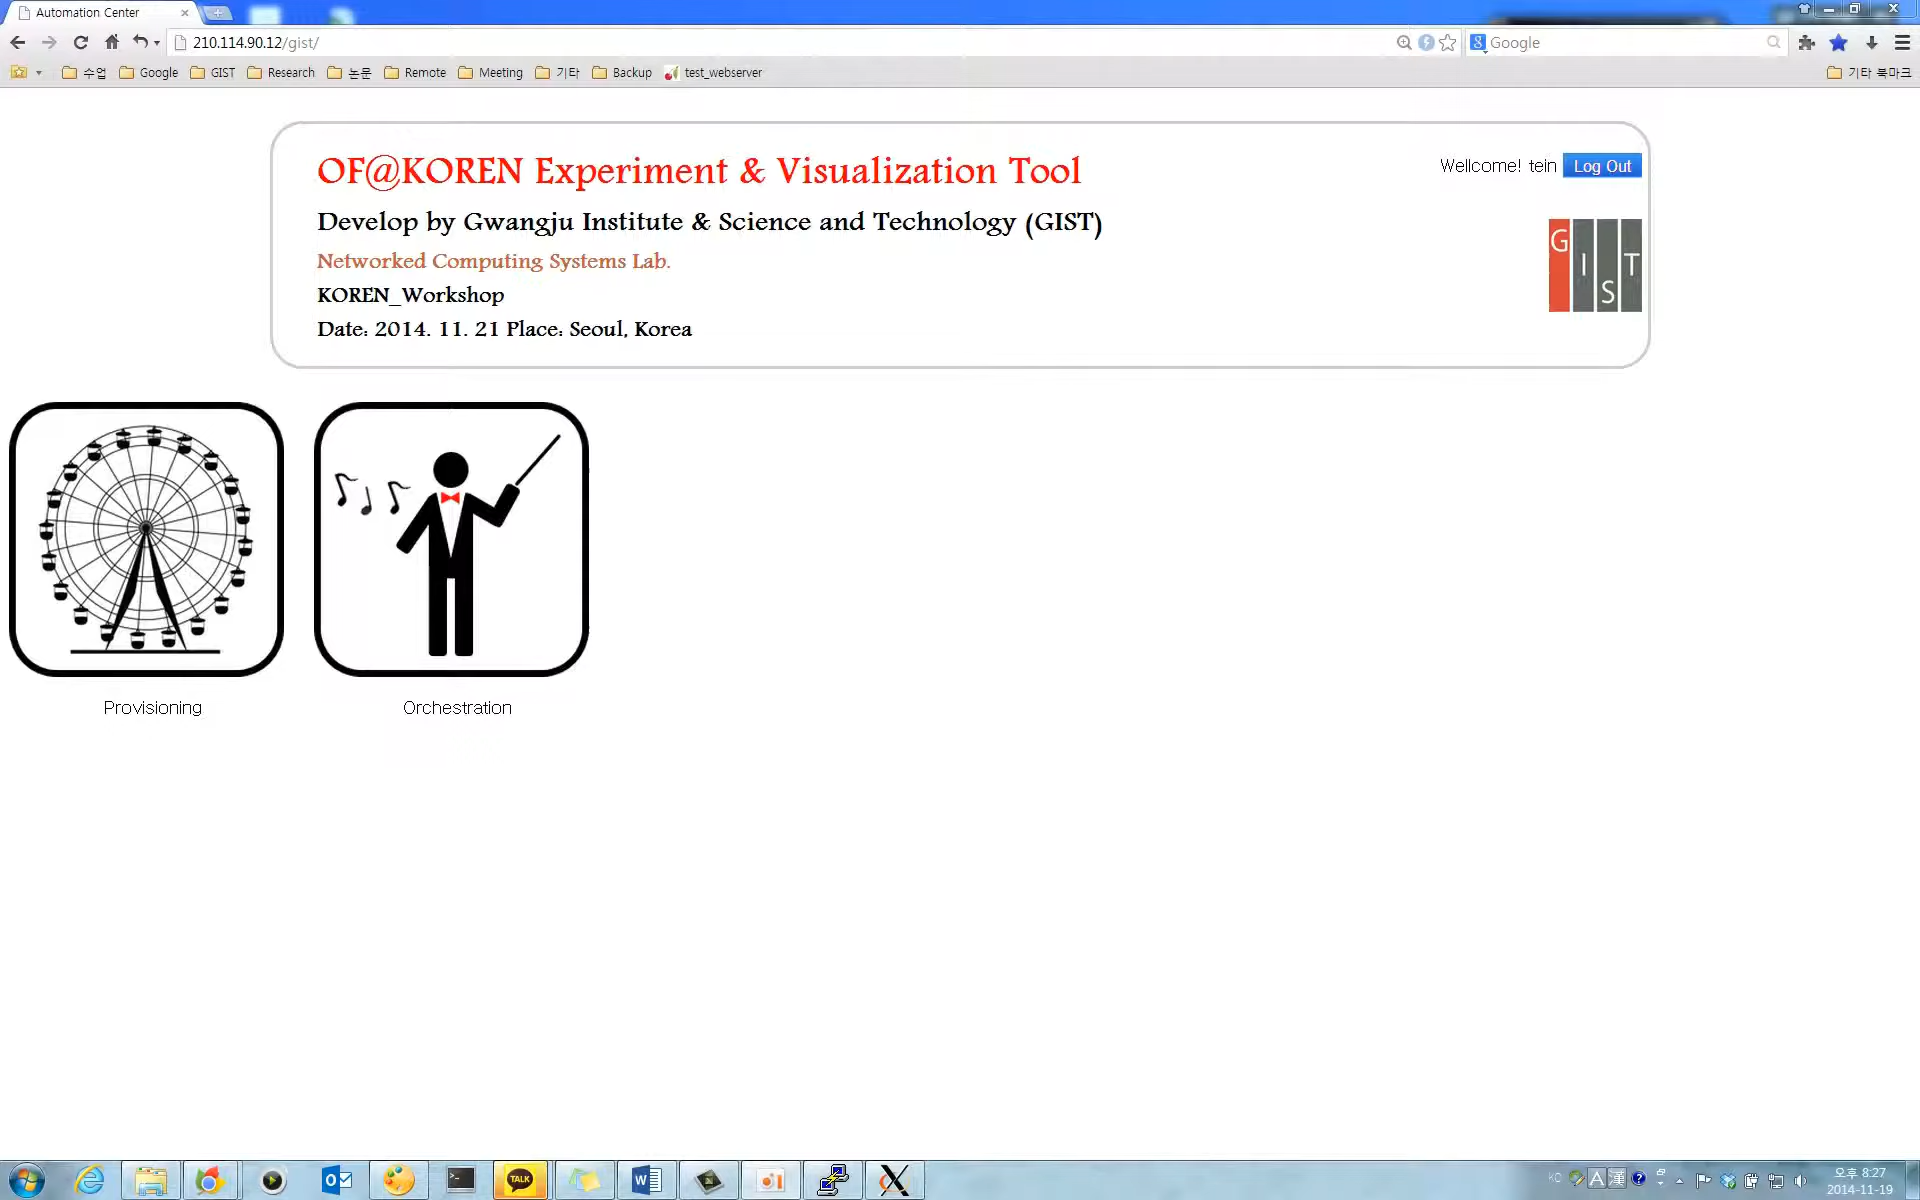 Automation Center
210.114.90.12/gist/
Google
수업
Google
GIST
Research
논문
Remote
Meeting
기타
Backup
test_webserver
기타 북마크
OF@KOREN Experiment & Visualization Tool
Wellcome! tein
Log Out
Develop by Gwangju Institute & Science and Technology (GIST)
Networked Computing Systems Lab.
KOREN_Workshop
Date: 2014. 11. 21 Place: Seoul, Korea
G I S T
Provisioning
Orchestration
TALK
KO
A
漢
오후 8:27
2014-11-19